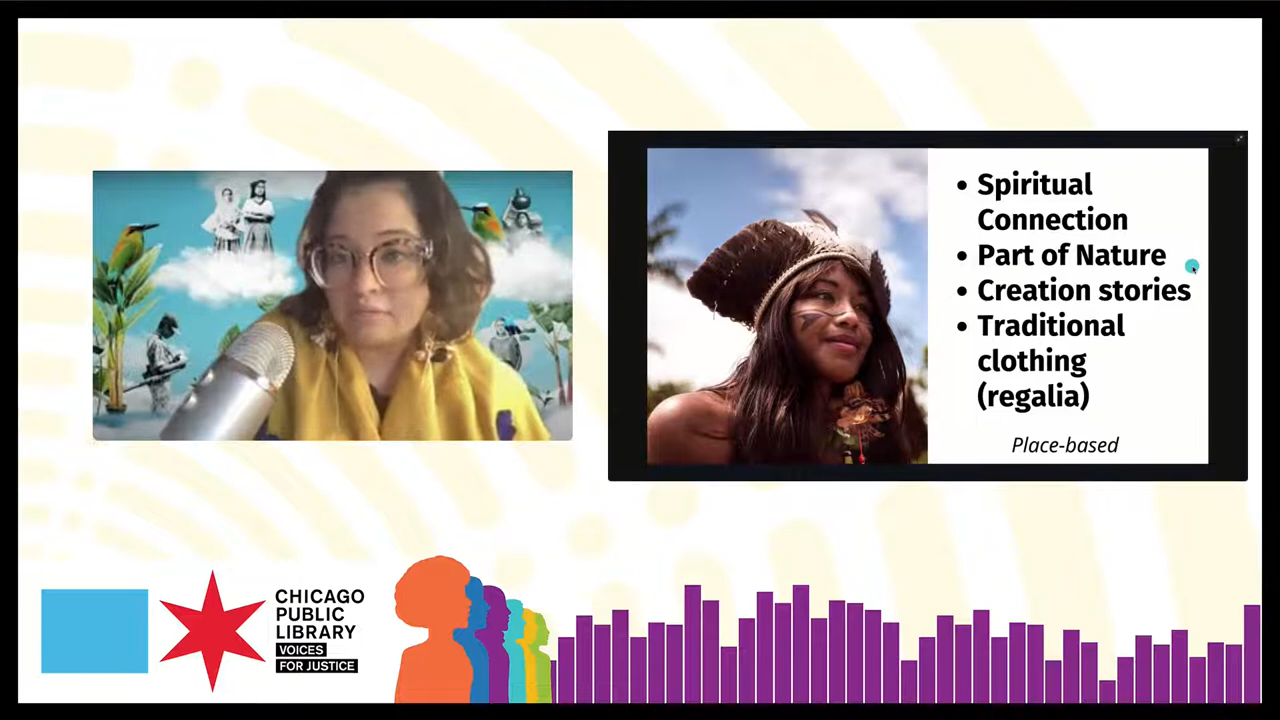 • Spiritual
Connection
• Part of Nature
• Creation stories
• Traditional
clothing
(regalia)
Place-based
CHICAGO
PUBLIC
LIBRARY
VOICES
FOR JUSTICE